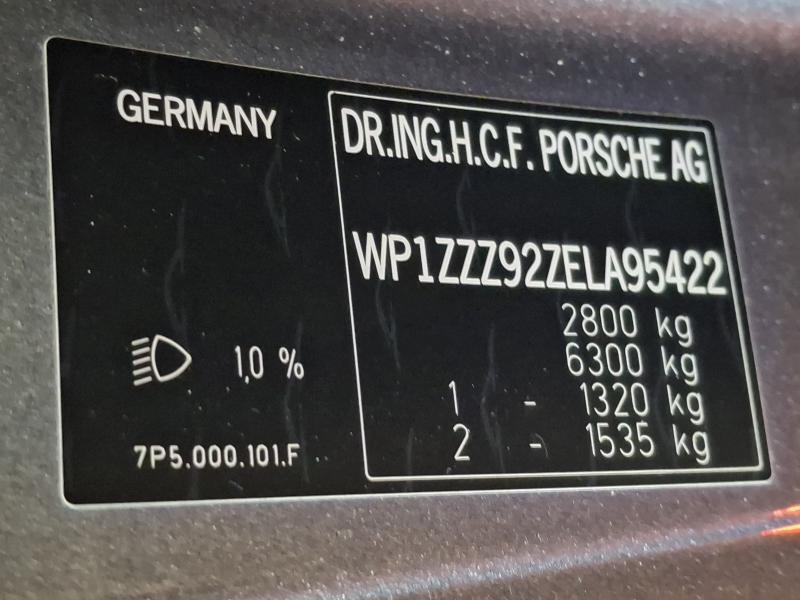 GERMANY
DR.ING.H.C.F. PORSCHE AG
WP1ZZZ92ZELA95422
2800 kg
6300 kg
1 - 1320 kg
2 - 1535 kg
1,0 %
7P5.000.101.F